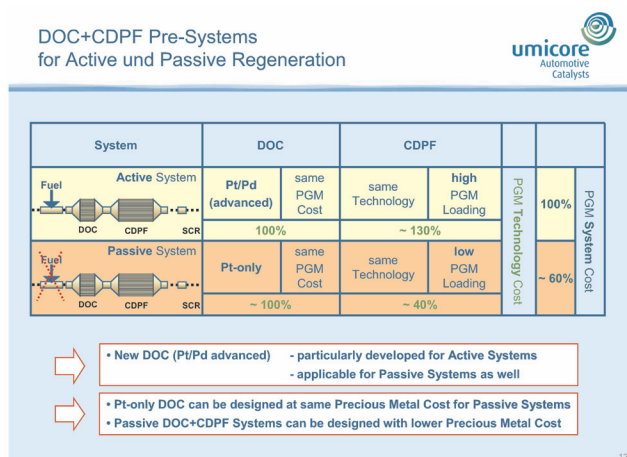 DOC+CDPF Pre-Systems
for Active und Passive Regeneration
umicore
Automotive
Catalysts
System
DOC
CDPF
Active System
Fuel
DOC CDPF SCR
Pt/Pd
(advanced)
same
PGM
Cost
same
Technology
high
PGM
Loading
100%
~ 130%
Passive System
Fuel
DOC CDPF SCR
Pt-only
same
PGM
Cost
same
Technology
low
PGM
Loading
~ 100%
~ 40%
PGM Technology Cost
100%
~ 60%
PGM System Cost
• New DOC (Pt/Pd advanced) - particularly developed for Active Systems
- applicable for Passive Systems as well
• Pt-only DOC can be designed at same Precious Metal Cost for Passive Systems
• Passive DOC+CDPF Systems can be designed with lower Precious Metal Cost